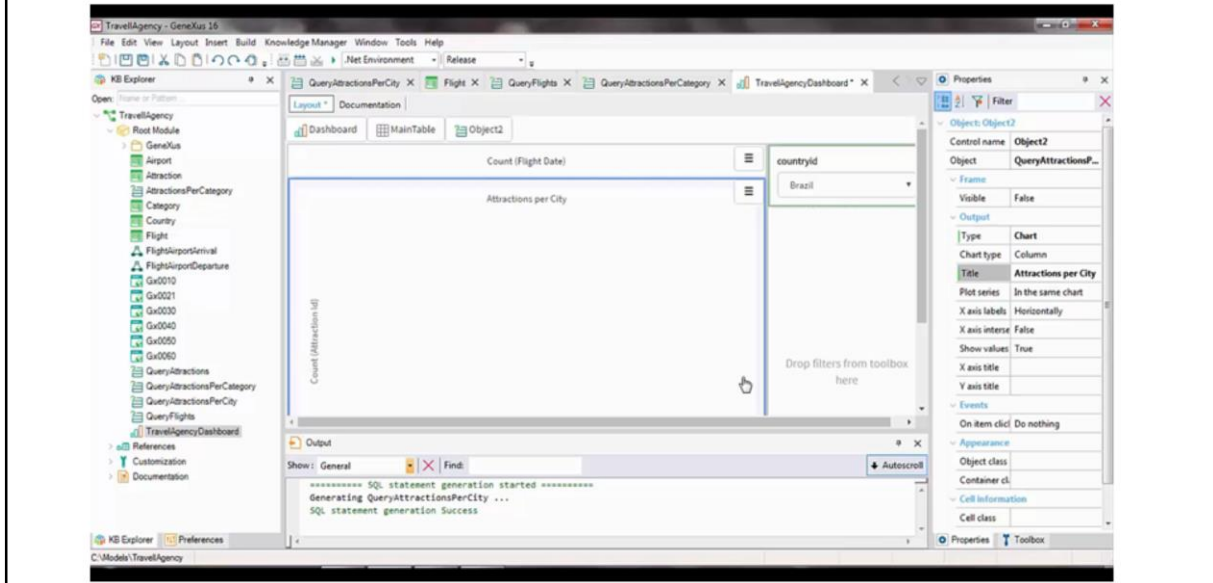 TravellAgency - GeneXus 16
File Edit View Layout Insert Build Knowledge Manager Window Tools Help
.Net Environment Release
KB Explorer
Open: Name or Pattern ...
TravellAgency
Root Module
GeneXus
Airport
Attraction
AttractionsPerCategory
Category
Country
Flight
FlightAirportArrival
FlightAirportDeparture
Gx0010
Gx0021
Gx0030
Gx0040
Gx0050
Gx0060
QueryAttractions
QueryAttractionsPerCategory
QueryAttractionsPerCity
QueryFlights
TravelAgencyDashboard
References
Customization
Documentation
KB Explorer Preferences
C:\Models\TravellAgency
QueryAttractionsPerCity X Flight X QueryFlights X QueryAttractionsPerCategory X TravelAgencyDashboard* X
Layout * Documentation
Dashboard MainTable Object2
Count (Flight Date)
Attractions per City
Count (Attraction Id)
countryid
Brazil
Drop filters from toolbox
here
Output
Show: General Find:
Autoscroll
========== SQL statement generation started ==========
Generating QueryAttractionsPerCity ...
SQL statement generation Success
Properties
Filter
Object: Object2
Control name Object2
Object QueryAttractionsP...
Frame
Visible False
Output
Type Chart
Chart type Column
Title Attractions per City
Plot series In the same chart
X axis labels Horizontally
X axis interse False
Show values True
X axis title
Y axis title
Events
On item clicl Do nothing
Appearance
Object class
Container cl
Cell information
Cell class
Properties Toolbox